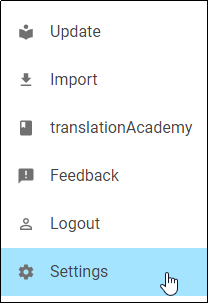 Update
Import
translationAcademy
Feedback
Logout
Settings